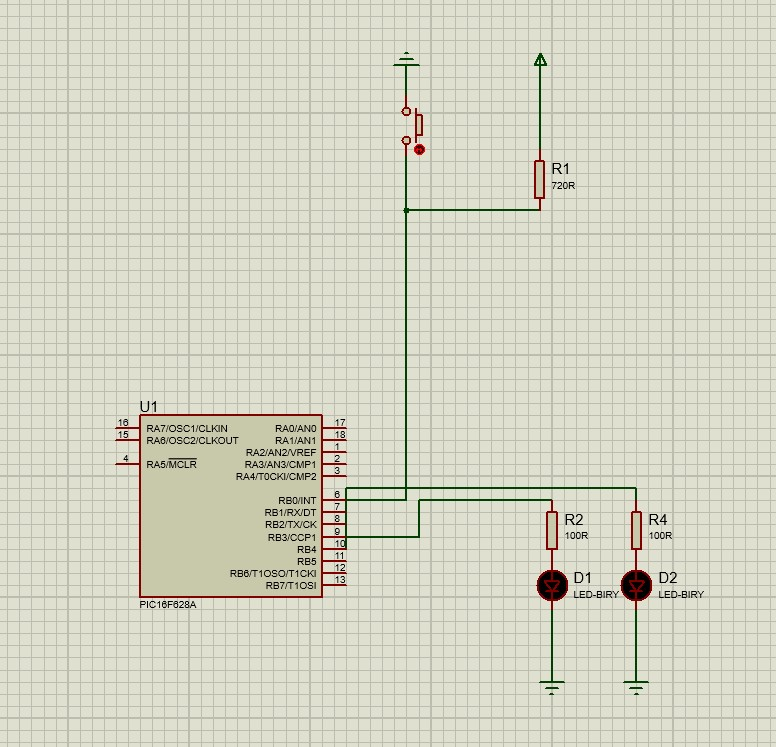 R1
720R
U1
16 RA7/OSC1/CLKIN RA0/AN0 17
15 RA6/OSC2/CLKOUT RA1/AN1 18
RA2/AN2/VREF 1
4 RA5/MCLR RA3/AN3/CMP1 2
RA4/T0CKI/CMP2 3
RB0/INT 6
RB1/RX/DT 7
RB2/TX/CK 8
RB3/CCP1 9
RB4 10
RB5 11
RB6/T1OSO/T1CKI 12
RB7/T1OSI 13
PIC16F628A
R2
100R
R4
100R
D1
LED-BIRY
D2
LED-BIRY